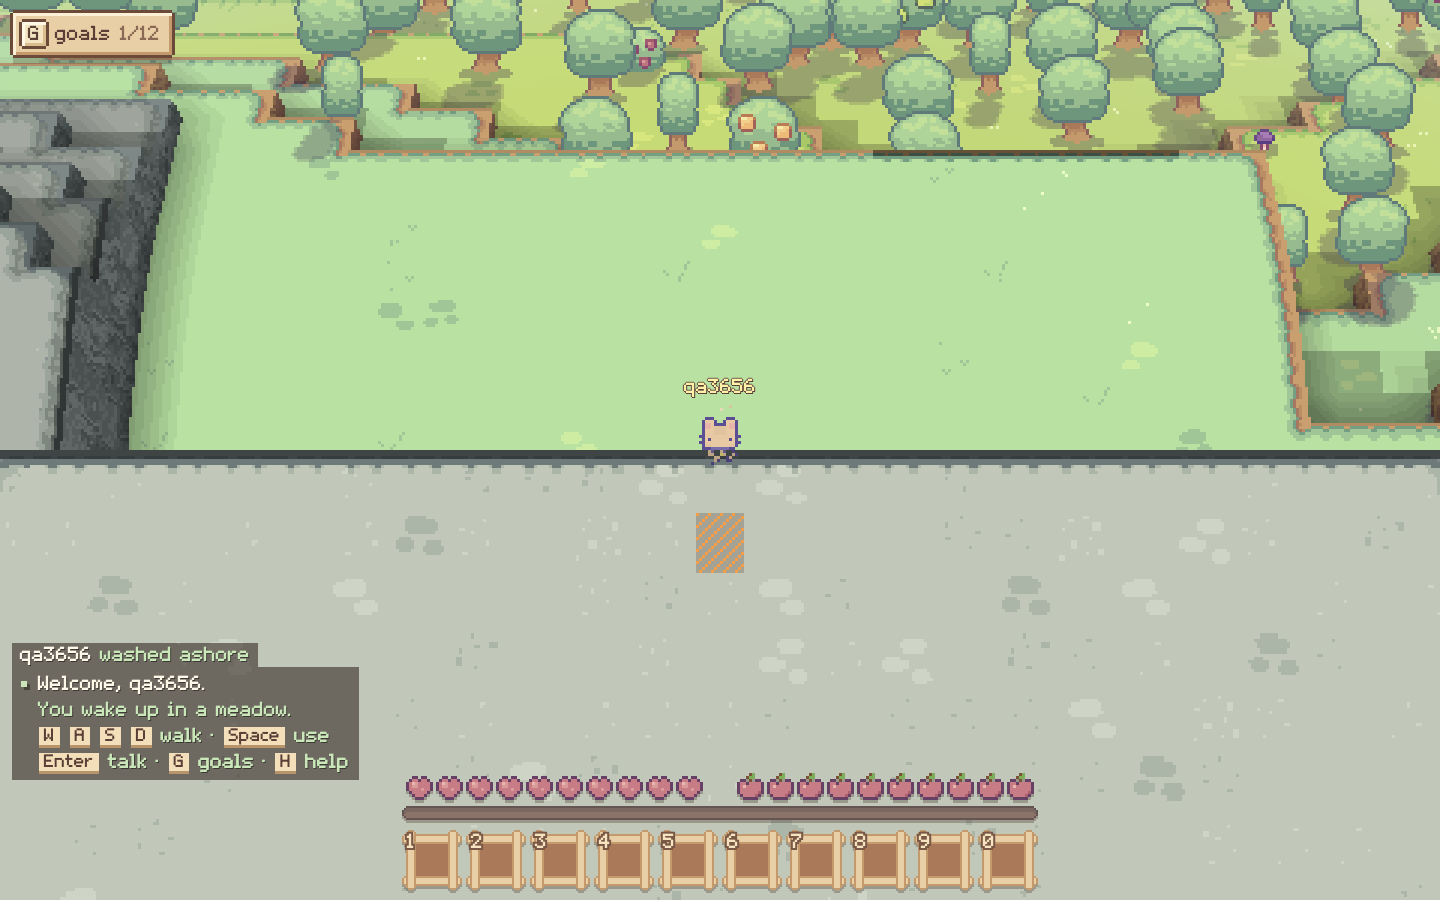 G goals 1/12
qa3656
qa3656 washed ashore
Welcome, qa3656.
You wake up in a meadow.
W A S D walk · Space use
Enter talk · G goals · H help
1 2 3 4 5 6 7 8 9 0